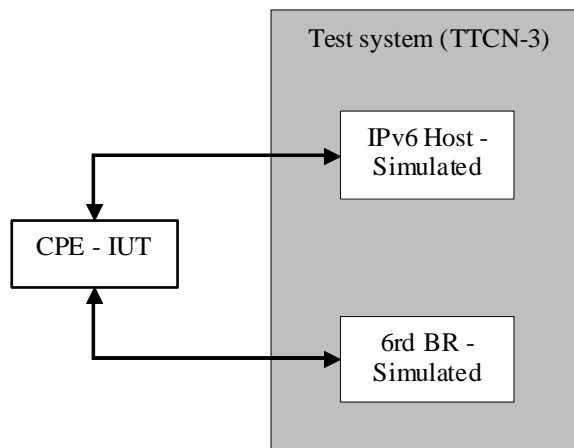 Test system (TTCN-3)
IPv6 Host -
Simulated
CPE - IUT
6rd BR -
Simulated